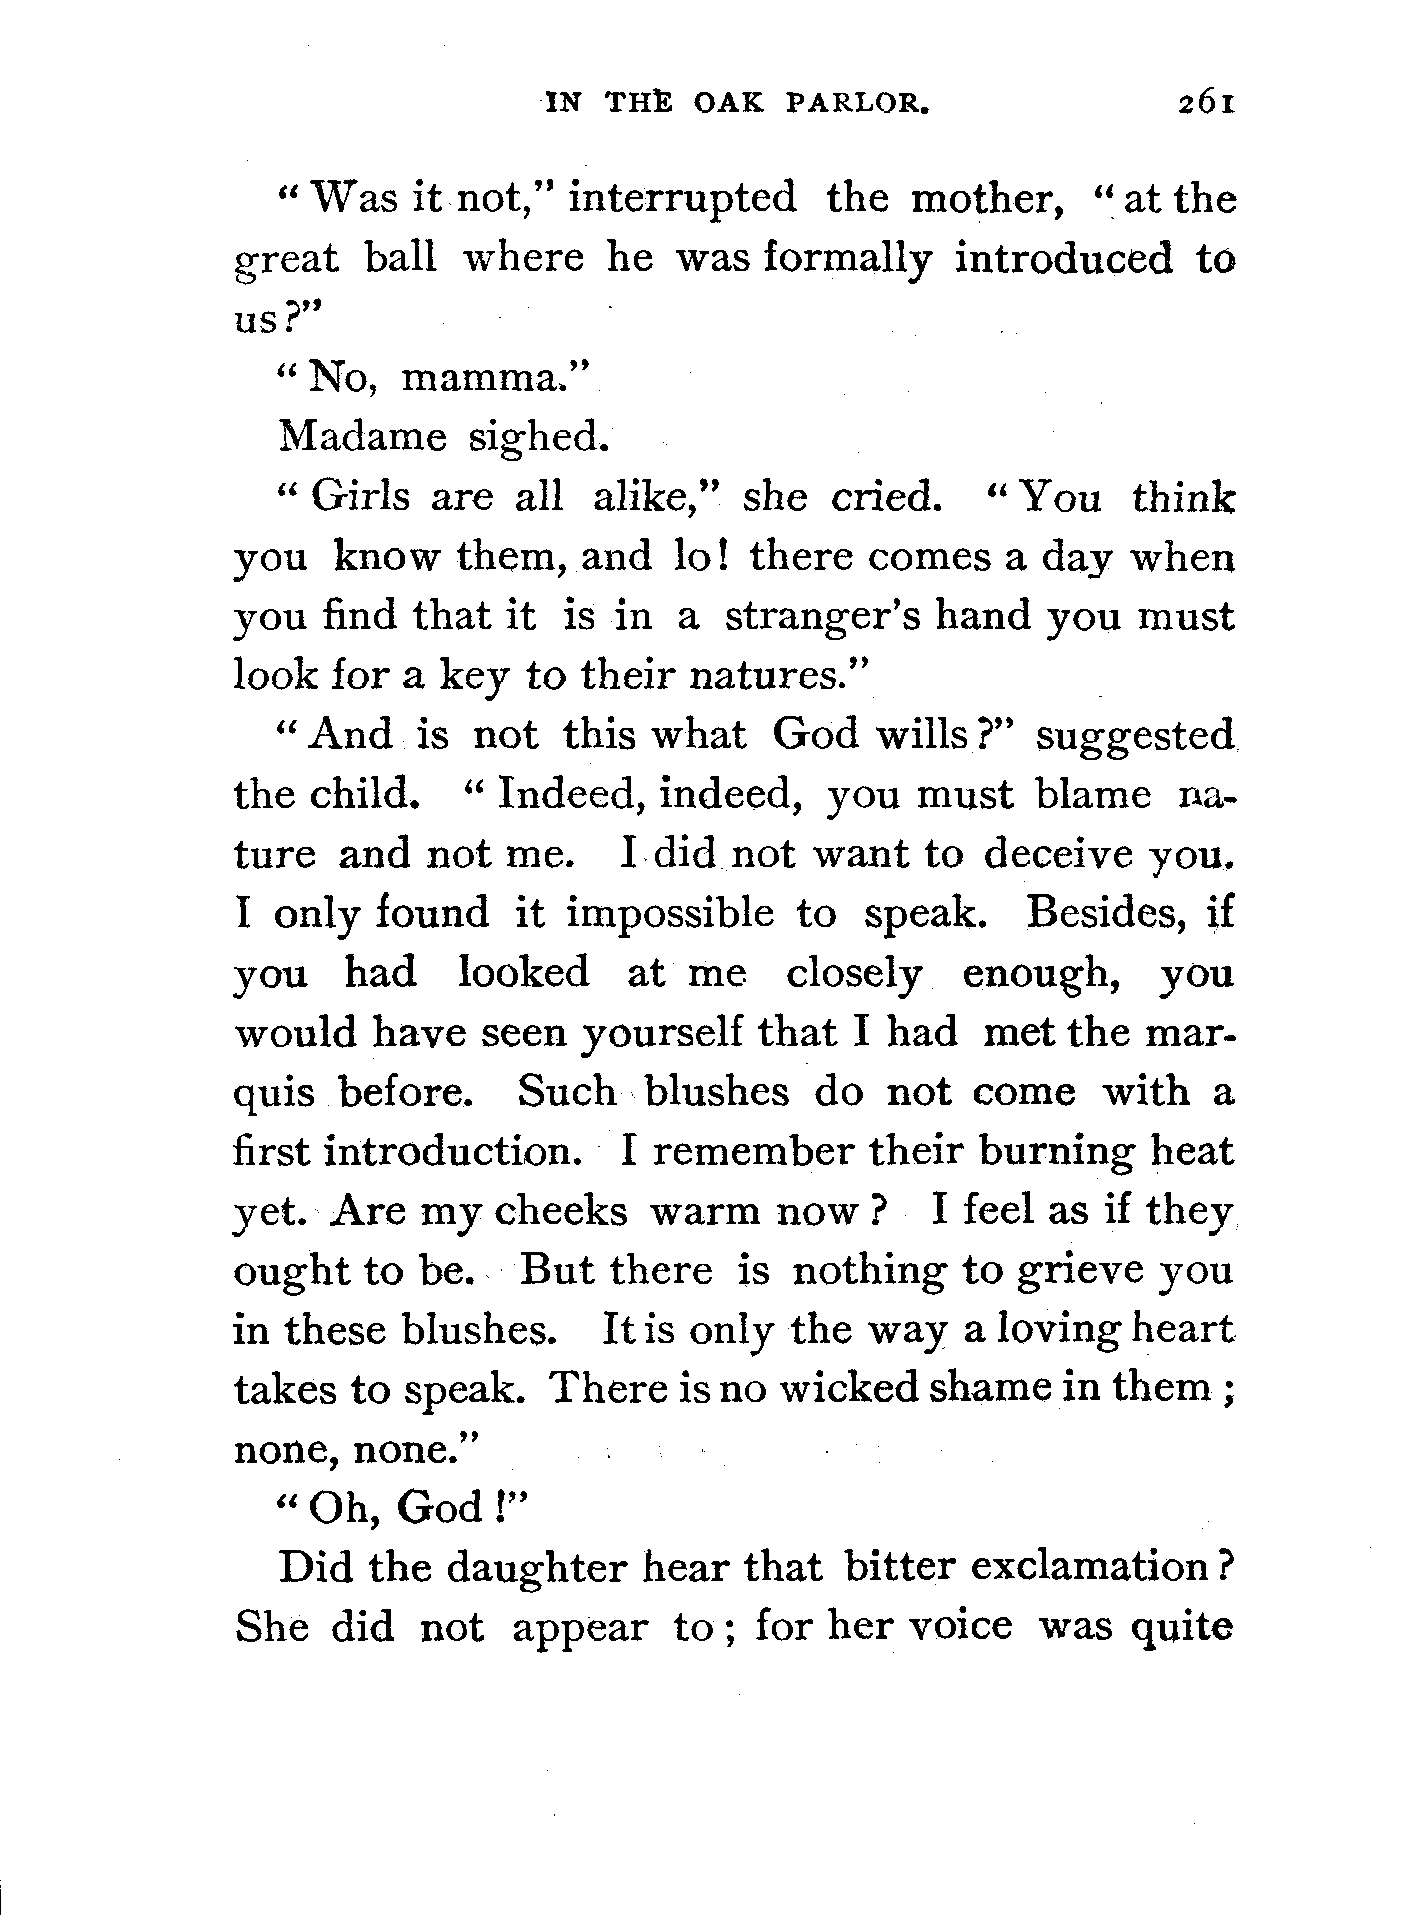 IN THE OAK PARLOR. 261
“ Was it not,” interrupted the mother, “ at the
great ball where he was formally introduced to
us?”
“ No, mamma.”
Madame sighed.
“ Girls are all alike,” she cried. “ You think
you know them, and lo! there comes a day when
you find that it is in a stranger’s hand you must
look for a key to their natures.”
“ And is not this what God wills?” suggested
the child. “ Indeed, indeed, you must blame na-
ture and not me. I did not want to deceive you.
I only found it impossible to speak. Besides, if
you had looked at me closely enough, you
would have seen yourself that I had met the mar-
quis before. Such blushes do not come with a
first introduction. I remember their burning heat
yet. Are my cheeks warm now ? I feel as if they
ought to be. But there is nothing to grieve you
in these blushes. It is only the way a loving heart
takes to speak. There is no wicked shame in them ;
none, none.”
“ Oh, God !”
Did the daughter hear that bitter exclamation ?
She did not appear to ; for her voice was quite